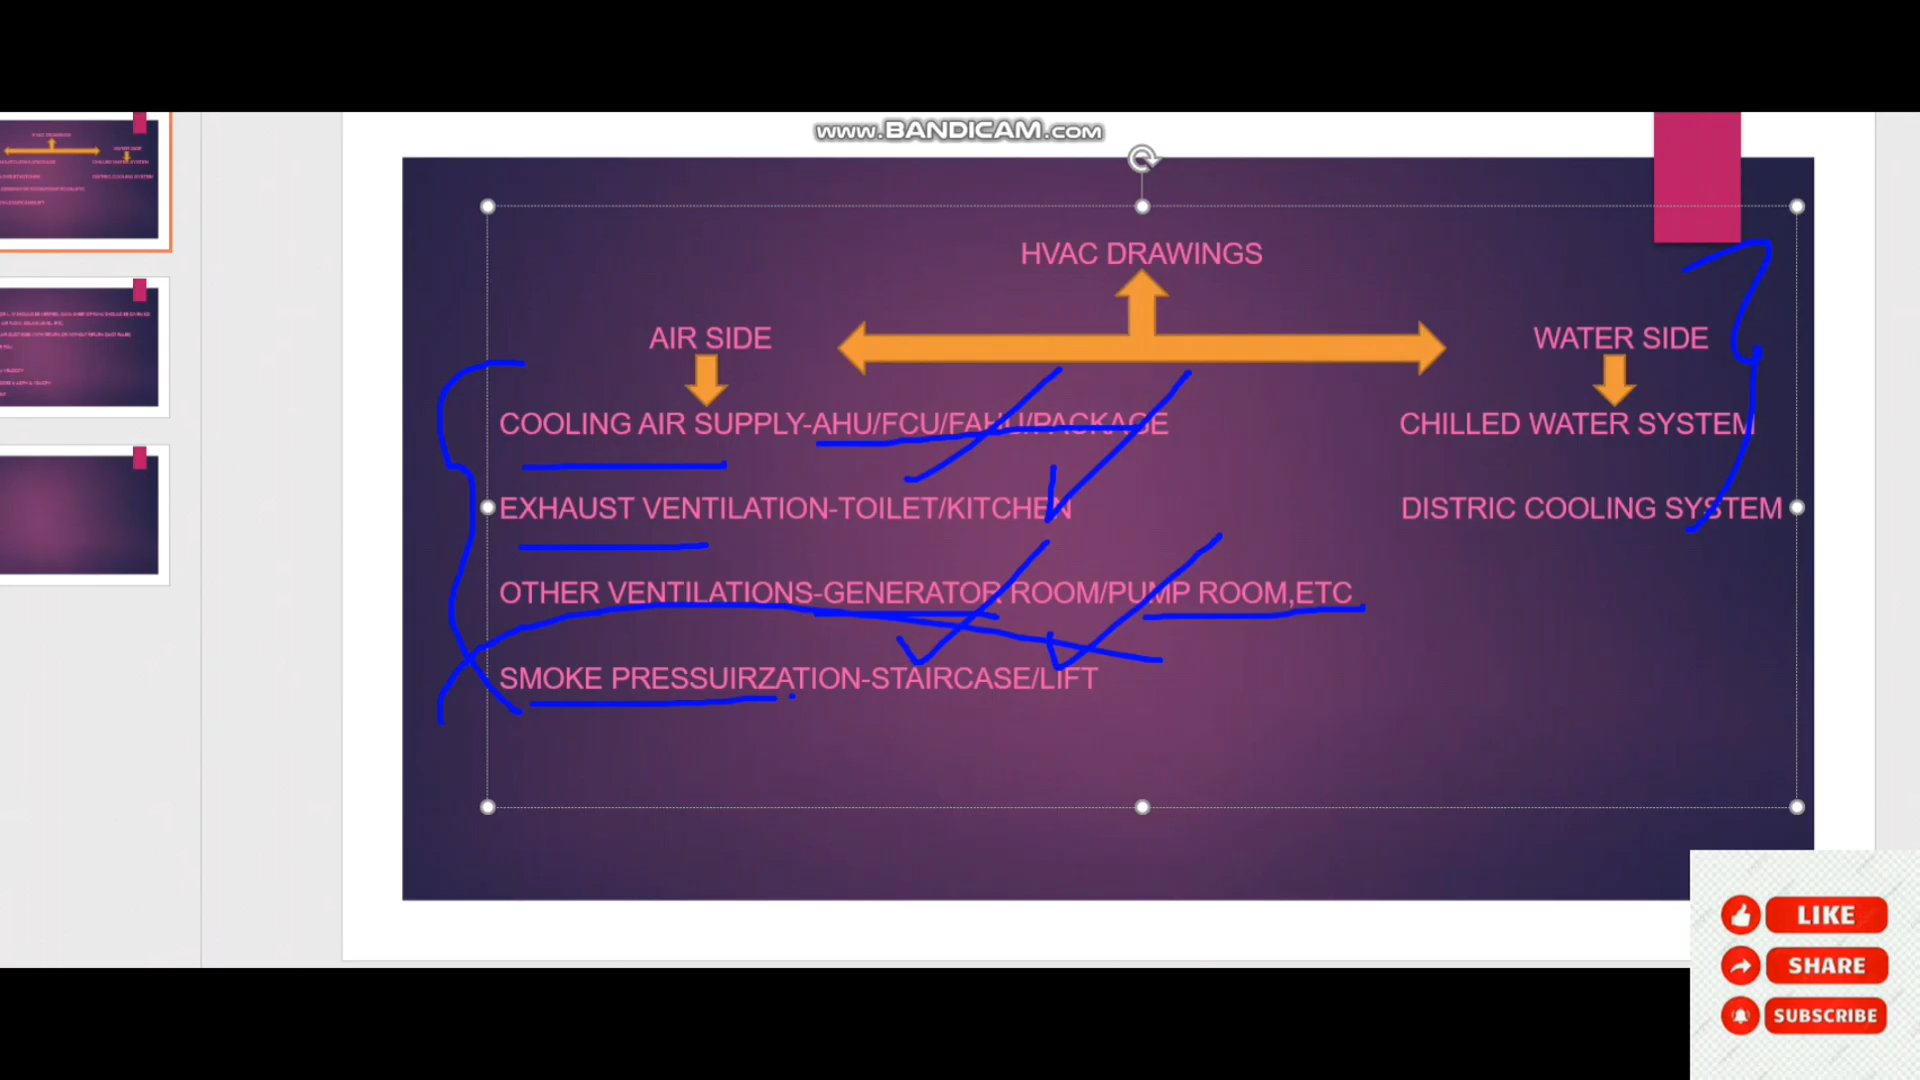 www.BANDICAM.com
HVAC DRAWINGS
AIR SIDE
WATER SIDE
COOLING AIR SUPPLY-AHU/FCU/FAHU/PACKAGE
CHILLED WATER SYSTEM
EXHAUST VENTILATION-TOILET/KITCHEN
DISTRIC COOLING SYSTEM
OTHER VENTILATIONS-GENERATOR ROOM/PUMP ROOM,ETC
SMOKE PRESSUIRZATION-STAIRCASE/LIFT
LIKE
SHARE
SUBSCRIBE